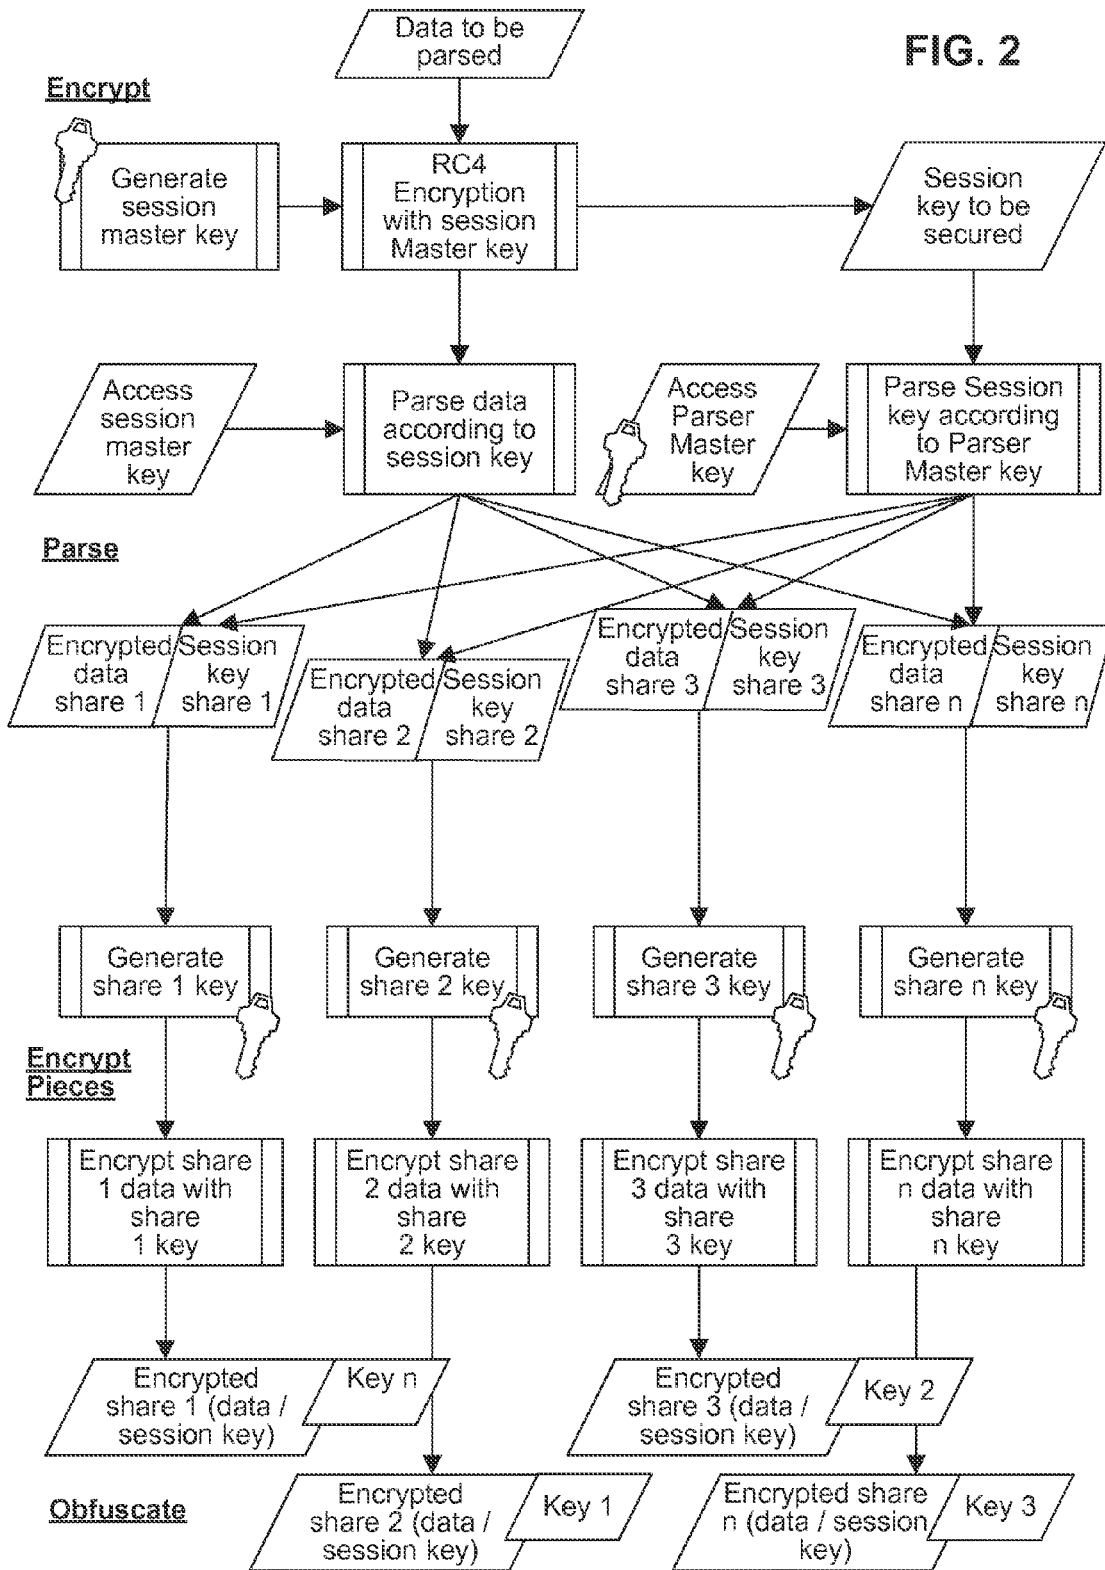 Data to be
parsed
FIG. 2
Encrypt
Generate
session
master key
RC4
Encryption
with session
Master key
Session
key to be
secured
Access
session
master
key
Parse data
according to
session key
Access
Parser
Master
key
Parse Session
key according
to Parser
Master key
Parse
Encrypted
data
share 1
Session
key
share 1
Encrypted
data
share 2
Session
key
share 2
Encrypted
data
share 3
Session
key
share 3
Encrypted
data
share n
Session
key
share n
Generate
share 1 key
Generate
share 2 key
Generate
share 3 key
Generate
share n key
Encrypt
Pieces
Encrypt share
1 data with
share
1 key
Encrypt share
2 data with
share
2 key
Encrypt share
3 data with
share
3 key
Encrypt share
n data with
share
n key
Encrypted
share 1 (data /
session key)
Key n
Encrypted
share 3 (data /
session key)
Key 2
Obfuscate
Encrypted
share 2 (data /
session key)
Key 1
Encrypted share
n (data / session
key)
Key 3